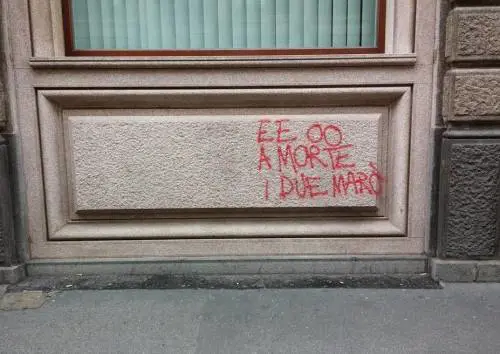 EE OO
A MORTE
I DUE MARÒ